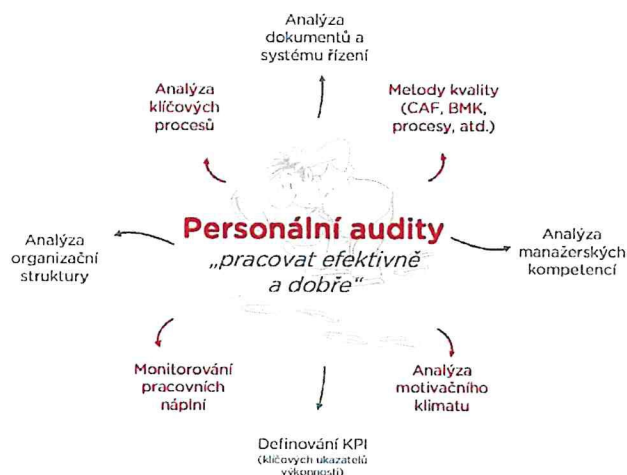 Analýza
dokumentů a
systému řízení
Analýza
klíčových
procesů
Metody kvality
(CAF, BMK,
procesy, atd.)
Personální audity
„pracovat efektivně
a dobře“
Analýza
organizační
struktury
Analýza
manažerských
kompetencí
Monitorování
pracovních
náplní
Analýza
motivačního
klimatu
Definování KPI
(klíčových ukazatelů
výkonnosti)